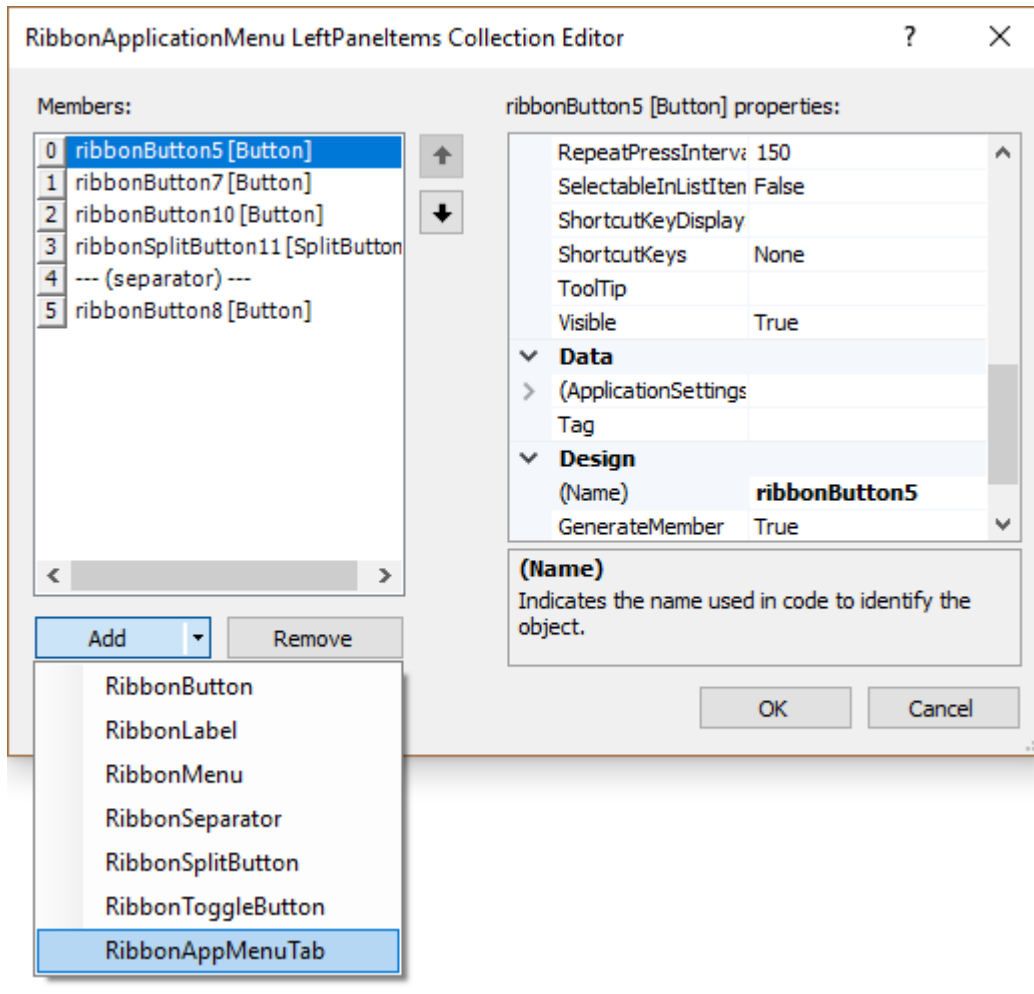 RibbonApplicationMenu LeftPaneItems Collection Editor ?
Members:
0 ribbonButton5 [Button]
1 ribbonButton7 [Button]
2 ribbonButton10 [Button]
3 ribbonSplitButton11 [SplitButton
4 --- (separator) ---
5 ribbonButton8 [Button]
Add Remove
RibbonButton
RibbonLabel
RibbonMenu
RibbonSeparator
RibbonSplitButton
RibbonToggleButton
RibbonAppMenuTab
ribbonButton5 [Button] properties:
RepeatPressInterva 150
SelectableInListIten False
ShortcutKeyDisplay
ShortcutKeys None
ToolTip
Visible True
Data
(ApplicationSettings
Tag
Design
(Name) ribbonButton5
GenerateMember True
(Name)
Indicates the name used in code to identify the
object.
OK Cancel